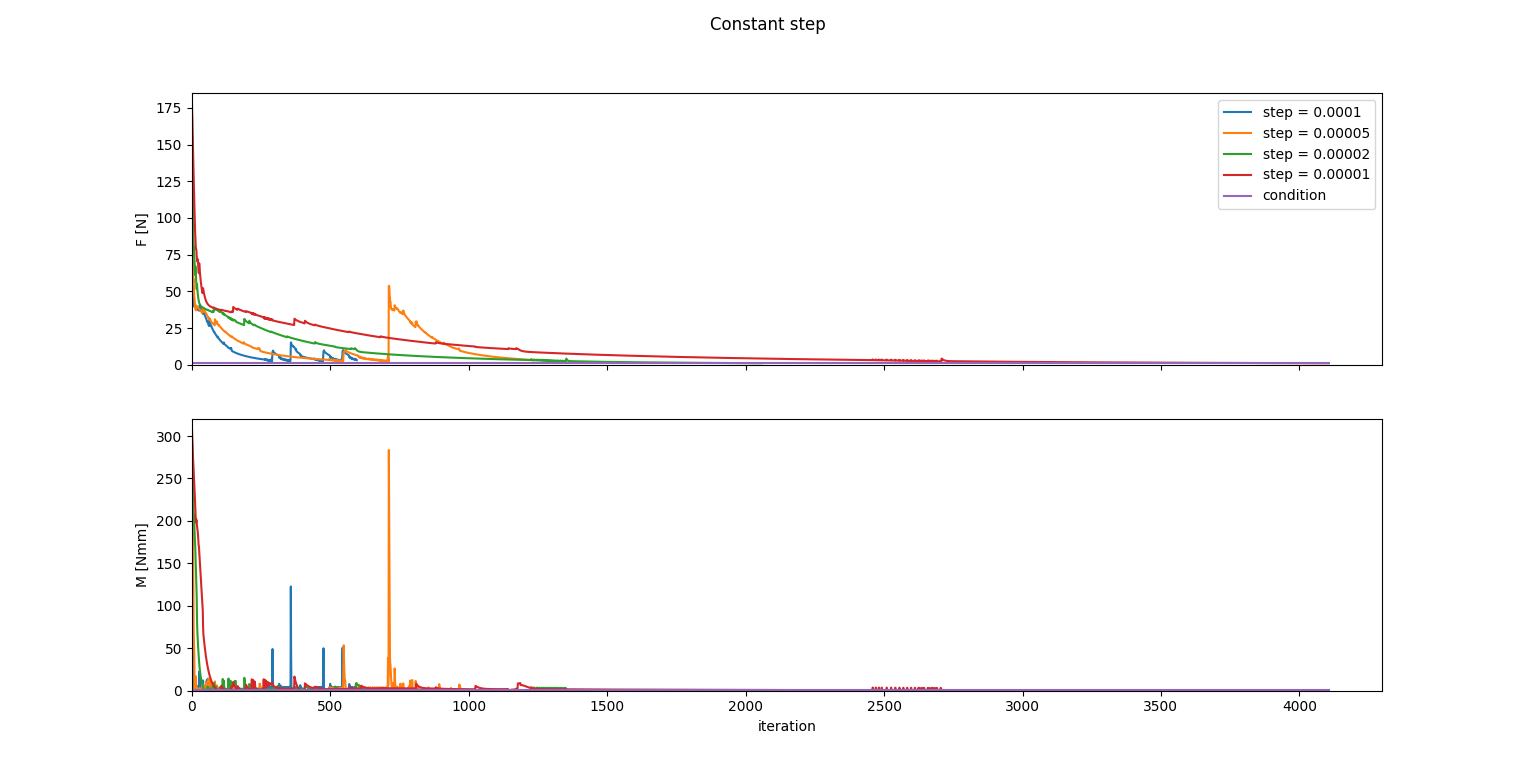 Constant step
175
150
125
100
75
50
25
0
F [N]
step = 0.0001
step = 0.00005
step = 0.00002
step = 0.00001
condition
300
250
200
150
100
50
0
M [Nmm]
0 500 1000 1500 2000 2500 3000 3500 4000
iteration